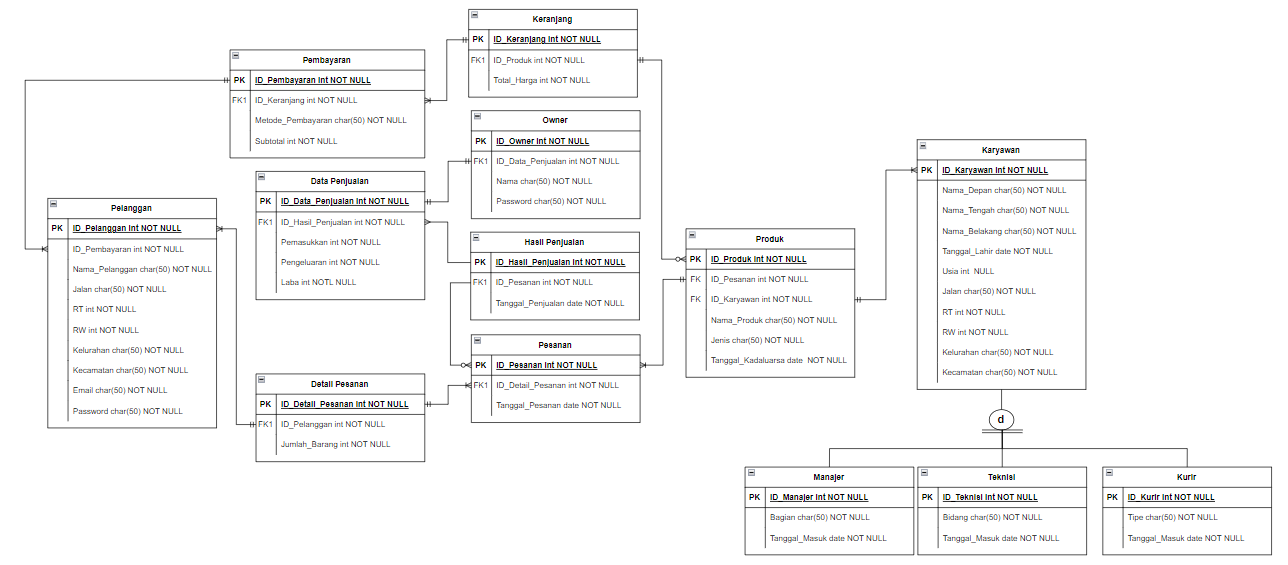 Keranjang
PK ID_Keranjang int NOT NULL
FK1 ID_Produk int NOT NULL
Total_Harga int NOT NULL
Pembayaran
PK ID_Pembayaran int NOT NULL
FK1 ID_Keranjang int NOT NULL
Metode_Pembayaran char(50) NOT NULL
Subtotal int NOT NULL
Owner
PK ID_Owner int NOT NULL
FK1 ID_Data_Penjualan int NOT NULL
Nama char(50) NOT NULL
Password char(50) NOT NULL
Data Penjualan
PK ID_Data_Penjualan int NOT NULL
FK1 ID_Hasil_Penjualan int NOT NULL
Pemasukkan int NOT NULL
Pengeluaran int NOT NULL
Laba int NOTL NULL
Pelanggan
PK ID_Pelanggan int NOT NULL
ID_Pembayaran int NOT NULL
Nama_Pelanggan char(50) NOT NULL
Jalan char(50) NOT NULL
RT int NOT NULL
RW int NOT NULL
Kelurahan char(50) NOT NULL
Kecamatan char(50) NOT NULL
Email char(50) NOT NULL
Password char(50) NOT NULL
Hasil Penjualan
PK ID_Hasil_Penjualan int NOT NULL
FK1 ID_Pesanan int NOT NULL
Tanggal_Penjualan date NOT NULL
Pesanan
PK ID_Pesanan int NOT NULL
FK1 ID_Detail_Pesanan int NOT NULL
Tanggal_Pesanan date NOT NULL
Detail Pesanan
PK ID_Detail_Pesanan int NOT NULL
FK1 ID_Pelanggan int NOT NULL
Jumlah_Barang int NOT NULL
Produk
PK ID_Produk int NOT NULL
FK ID_Pesanan int NOT NULL
FK ID_Karyawan int NOT NULL
Nama_Produk char(50) NOT NULL
Jenis char(50) NOT NULL
Tanggal_Kadaluarsa date NOT NULL
Karyawan
PK ID_Karyawan int NOT NULL
Nama_Depan char(50) NOT NULL
Nama_Tengah char(50) NOT NULL
Nama_Belakang char(50) NOT NULL
Tanggal_Lahir date NOT NULL
Usia int NULL
Jalan char(50) NOT NULL
RT int NOT NULL
RW int NOT NULL
Kelurahan char(50) NOT NULL
Kecamatan char(50) NOT NULL
d
Manajer
PK ID_Manajer int NOT NULL
Bagian char(50) NOT NULL
Tanggal_Masuk date NOT NULL
Teknisi
PK ID_Teknisi int NOT NULL
Bidang char(50) NOT NULL
Tanggal_Masuk date NOT NULL
Kurir
PK ID_Kurir int NOT NULL
Tipe char(50) NOT NULL
Tanggal_Masuk date NOT NULL